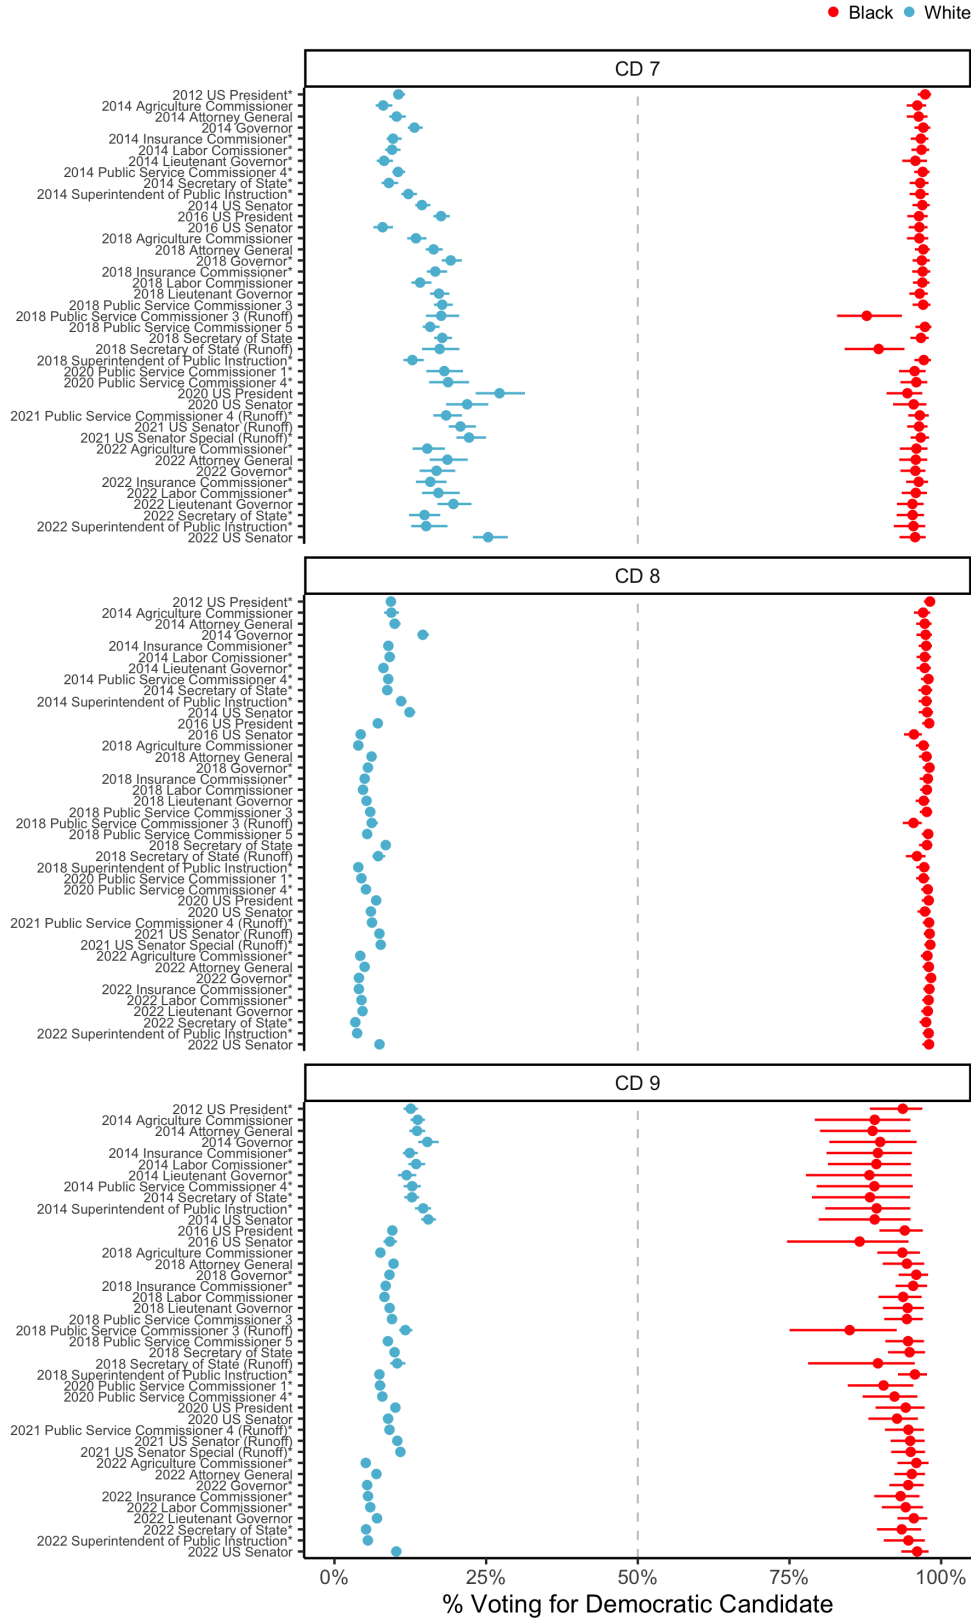 Black White
CD 7
2012 US President*
2014 Agriculture Commissioner
2014 Attorney General
2014 Governor
2014 Insurance Commisioner*
2014 Labor Comissioner*
2014 Lieutenant Governor*
2014 Public Service Commissioner 4*
2014 Secretary of State*
2014 Superintendent of Public Instruction*
2014 US Senator
2016 US President
2016 US Senator
2018 Agriculture Commissioner
2018 Attorney General
2018 Governor*
2018 Insurance Commissioner*
2018 Labor Commissioner
2018 Lieutenant Governor
2018 Public Service Commissioner 3
2018 Public Service Commissioner 3 (Runoff)
2018 Public Service Commissioner 5
2018 Secretary of State
2018 Secretary of State (Runoff)
2018 Superintendent of Public Instruction*
2020 Public Service Commissioner 1*
2020 Public Service Commissioner 4*
2020 US President
2020 US Senator
2021 Public Service Commissioner 4 (Runoff)*
2021 US Senator (Runoff)
2021 US Senator Special (Runoff)*
2022 Agriculture Commissioner*
2022 Attorney General
2022 Governor*
2022 Insurance Commissioner*
2022 Labor Commissioner*
2022 Lieutenant Governor
2022 Secretary of State*
2022 Superintendent of Public Instruction*
2022 US Senator
CD 8
2012 US President*
2014 Agriculture Commissioner
2014 Attorney General
2014 Governor
2014 Insurance Commisioner*
2014 Labor Comissioner*
2014 Lieutenant Governor*
2014 Public Service Commissioner 4*
2014 Secretary of State*
2014 Superintendent of Public Instruction*
2014 US Senator
2016 US President
2016 US Senator
2018 Agriculture Commissioner
2018 Attorney General
2018 Governor*
2018 Insurance Commissioner*
2018 Labor Commissioner
2018 Lieutenant Governor
2018 Public Service Commissioner 3
2018 Public Service Commissioner 3 (Runoff)
2018 Public Service Commissioner 5
2018 Secretary of State
2018 Secretary of State (Runoff)
2018 Superintendent of Public Instruction*
2020 Public Service Commissioner 1*
2020 Public Service Commissioner 4*
2020 US President
2020 US Senator
2021 Public Service Commissioner 4 (Runoff)*
2021 US Senator (Runoff)
2021 US Senator Special (Runoff)*
2022 Agriculture Commissioner*
2022 Attorney General
2022 Governor*
2022 Insurance Commissioner*
2022 Labor Commissioner*
2022 Lieutenant Governor
2022 Secretary of State*
2022 Superintendent of Public Instruction*
2022 US Senator
CD 9
2012 US President*
2014 Agriculture Commissioner
2014 Attorney General
2014 Governor
2014 Insurance Commisioner*
2014 Labor Comissioner*
2014 Lieutenant Governor*
2014 Public Service Commissioner 4*
2014 Secretary of State*
2014 Superintendent of Public Instruction*
2014 US Senator
2016 US President
2016 US Senator
2018 Agriculture Commissioner
2018 Attorney General
2018 Governor*
2018 Insurance Commissioner*
2018 Labor Commissioner
2018 Lieutenant Governor
2018 Public Service Commissioner 3
2018 Public Service Commissioner 3 (Runoff)
2018 Public Service Commissioner 5
2018 Secretary of State
2018 Secretary of State (Runoff)
2018 Superintendent of Public Instruction*
2020 Public Service Commissioner 1*
2020 Public Service Commissioner 4*
2020 US President
2020 US Senator
2021 Public Service Commissioner 4 (Runoff)*
2021 US Senator (Runoff)
2021 US Senator Special (Runoff)*
2022 Agriculture Commissioner*
2022 Attorney General
2022 Governor*
2022 Insurance Commissioner*
2022 Labor Commissioner*
2022 Lieutenant Governor
2022 Secretary of State*
2022 Superintendent of Public Instruction*
2022 US Senator
0% 25% 50% 75% 100%
% Voting for Democratic Candidate